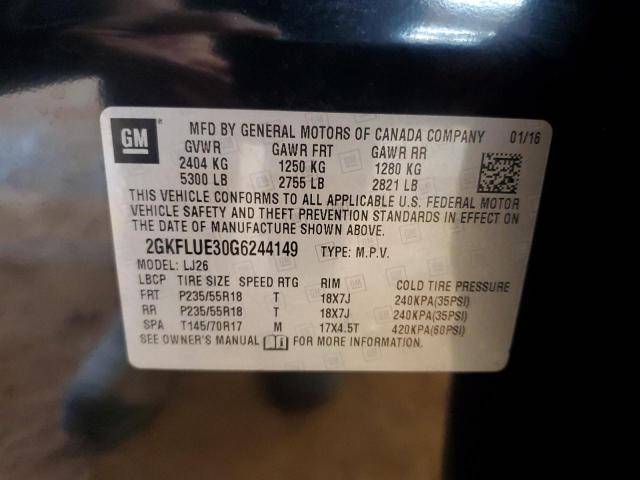 GM MFD BY GENERAL MOTORS OF CANADA COMPANY 01/16
GVWR GAWR FRT GAWR RR
2404 KG 1250 KG 1280 KG
5300 LB 2755 LB 2821 LB
THIS VEHICLE CONFORMS TO ALL APPLICABLE U.S. FEDERAL MOTOR
VEHICLE SAFETY AND THEFT PREVENTION STANDARDS IN EFFECT ON
THE DATE OF MANUFACTURE SHOWN ABOVE.
2GKFLUE30G6244149 TYPE: M.P.V.
MODEL: LJ26
LBCP TIRE SIZE SPEED RTG RIM COLD TIRE PRESSURE
FRT P235/55R18 T 18X7J 240KPA(35PSI)
RR P235/55R18 T 18X7J 240KPA(35PSI)
SPA T145/70R17 M 17X4.5T 420KPA(60PSI)
SEE OWNER'S MANUAL FOR MORE INFORMATION.